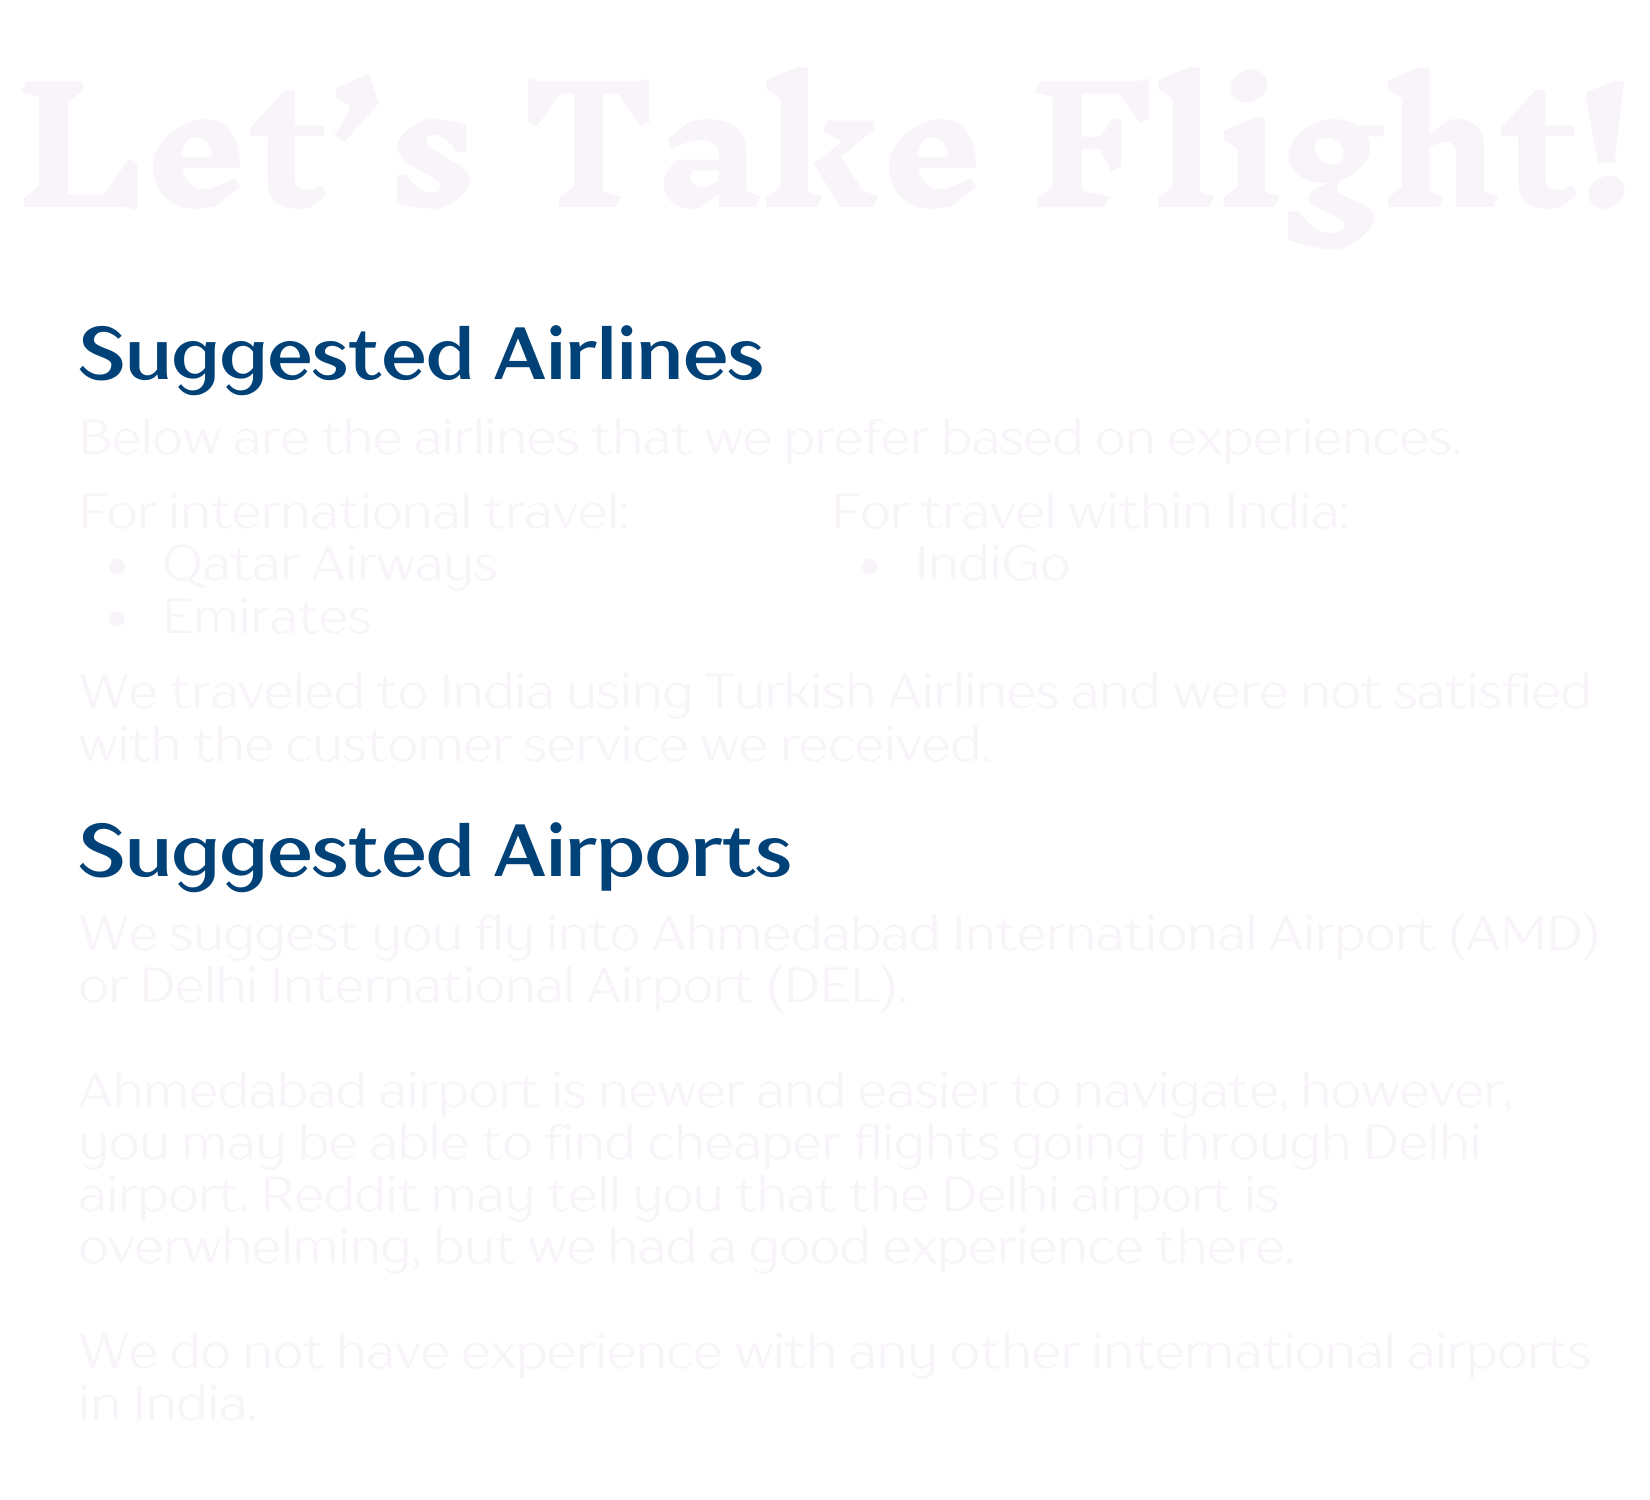 Let's Take Flight!
Suggested Airlines
Below are the airlines that we prefer based on experiences.
For international travel:
• Qatar Airways
• Emirates
For travel within India:
• IndiGo
We traveled to India using Turkish Airlines and were not satisfied
with the customer service we received.
Suggested Airports
We suggest you fly into Ahmedabad International Airport (AMD)
or Delhi International Airport (DEL).
Ahmedabad airport is newer and easier to navigate, however,
you may be able to find cheaper flights going through Delhi
airport. Reddit may tell you that the Delhi airport is
overwhelming, but we had a good experience there.
We do not have experience with any other international airports
in India.